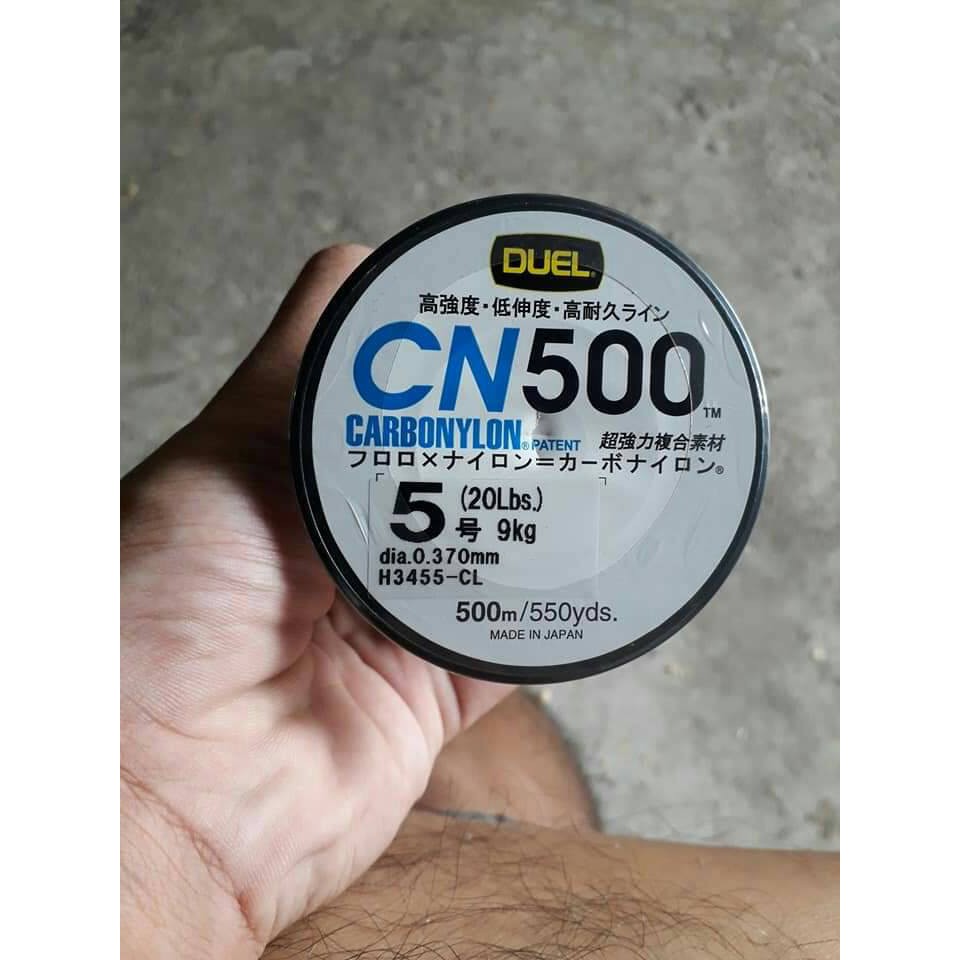 DUEL®
高強度・低伸度・高耐久ライン
CN500™
CARBONYLON® PATENT 超強力複合素材
フロロ×ナイロン=カーボナイロン®
5号 (20Lbs.)
9kg
dia.0.370mm
H3455-CL
500m/550yds.
MADE IN JAPAN